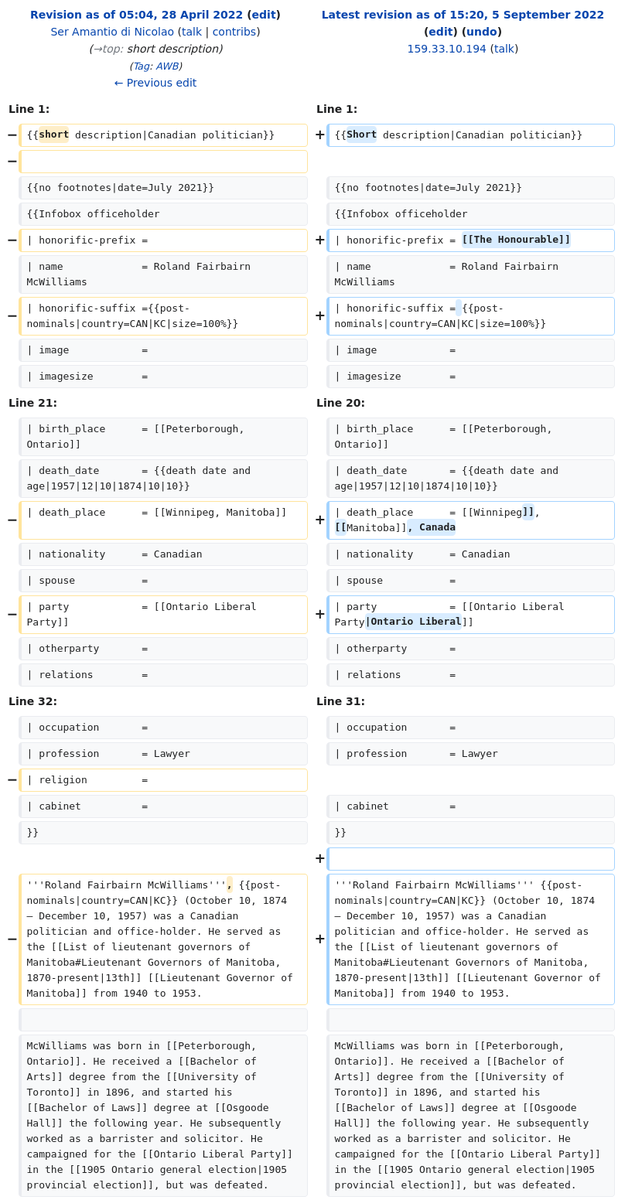 Revision as of 05:04, 28 April 2022 (edit)
Ser Amantio di Nicolao (talk | contribs)
(→top: short description)
(Tag: AWB)
← Previous edit
Latest revision as of 15:20, 5 September 2022
(edit) (undo)
159.33.10.194 (talk)
Line 1:
Line 1:
− {{short description|Canadian politician}}
+ {{Short description|Canadian politician}}
−
{{no footnotes|date=July 2021}}
{{no footnotes|date=July 2021}}
{{Infobox officeholder
{{Infobox officeholder
− | honorific-prefix =
+ | honorific-prefix = [[The Honourable]]
| name = Roland Fairbairn
McWilliams
| name = Roland Fairbairn
McWilliams
− | honorific-suffix ={{post-
nominals|country=CAN|KC|size=100%}}
+ | honorific-suffix = {{post-
nominals|country=CAN|KC|size=100%}}
| image =
| image =
| imagesize =
| imagesize =
Line 21:
Line 20:
| birth_place = [[Peterborough,
Ontario]]
| birth_place = [[Peterborough,
Ontario]]
| death_date = {{death date and
age|1957|12|10|1874|10|10}}
| death_date = {{death date and
age|1957|12|10|1874|10|10}}
− | death_place = [[Winnipeg, Manitoba]]
+ | death_place = [[Winnipeg]],
[[Manitoba]], Canada
| nationality = Canadian
| nationality = Canadian
| spouse =
| spouse =
− | party = [[Ontario Liberal
Party]]
+ | party = [[Ontario Liberal
Party|Ontario Liberal]]
| otherparty =
| otherparty =
| relations =
| relations =
Line 32:
Line 31:
| occupation =
| occupation =
| profession = Lawyer
| profession = Lawyer
− | religion =
| cabinet =
| cabinet =
}}
}}
+
− '''Roland Fairbairn McWilliams''', {{post-
nominals|country=CAN|KC}} (October 10, 1874
– December 10, 1957) was a Canadian
politician and office-holder. He served as
the [[List of lieutenant governors of
Manitoba#Lieutenant Governors of Manitoba,
1870-present|13th]] [[Lieutenant Governor of
Manitoba]] from 1940 to 1953.
+ '''Roland Fairbairn McWilliams''' {{post-
nominals|country=CAN|KC}} (October 10, 1874
– December 10, 1957) was a Canadian
politician and office-holder. He served as
the [[List of lieutenant governors of
Manitoba#Lieutenant Governors of Manitoba,
1870-present|13th]] [[Lieutenant Governor of
Manitoba]] from 1940 to 1953.
McWilliams was born in [[Peterborough,
Ontario]]. He received a [[Bachelor of
Arts]] degree from the [[University of
Toronto]] in 1896, and started his
[[Bachelor of Laws]] degree at [[Osgoode
Hall]] the following year. He subsequently
worked as a barrister and solicitor. He
campaigned for the [[Ontario Liberal Party]]
in the [[1905 Ontario general election|1905
provincial election]], but was defeated.
McWilliams was born in [[Peterborough,
Ontario]]. He received a [[Bachelor of
Arts]] degree from the [[University of
Toronto]] in 1896, and started his
[[Bachelor of Laws]] degree at [[Osgoode
Hall]] the following year. He subsequently
worked as a barrister and solicitor. He
campaigned for the [[Ontario Liberal Party]]
in the [[1905 Ontario general election|1905
provincial election]], but was defeated.